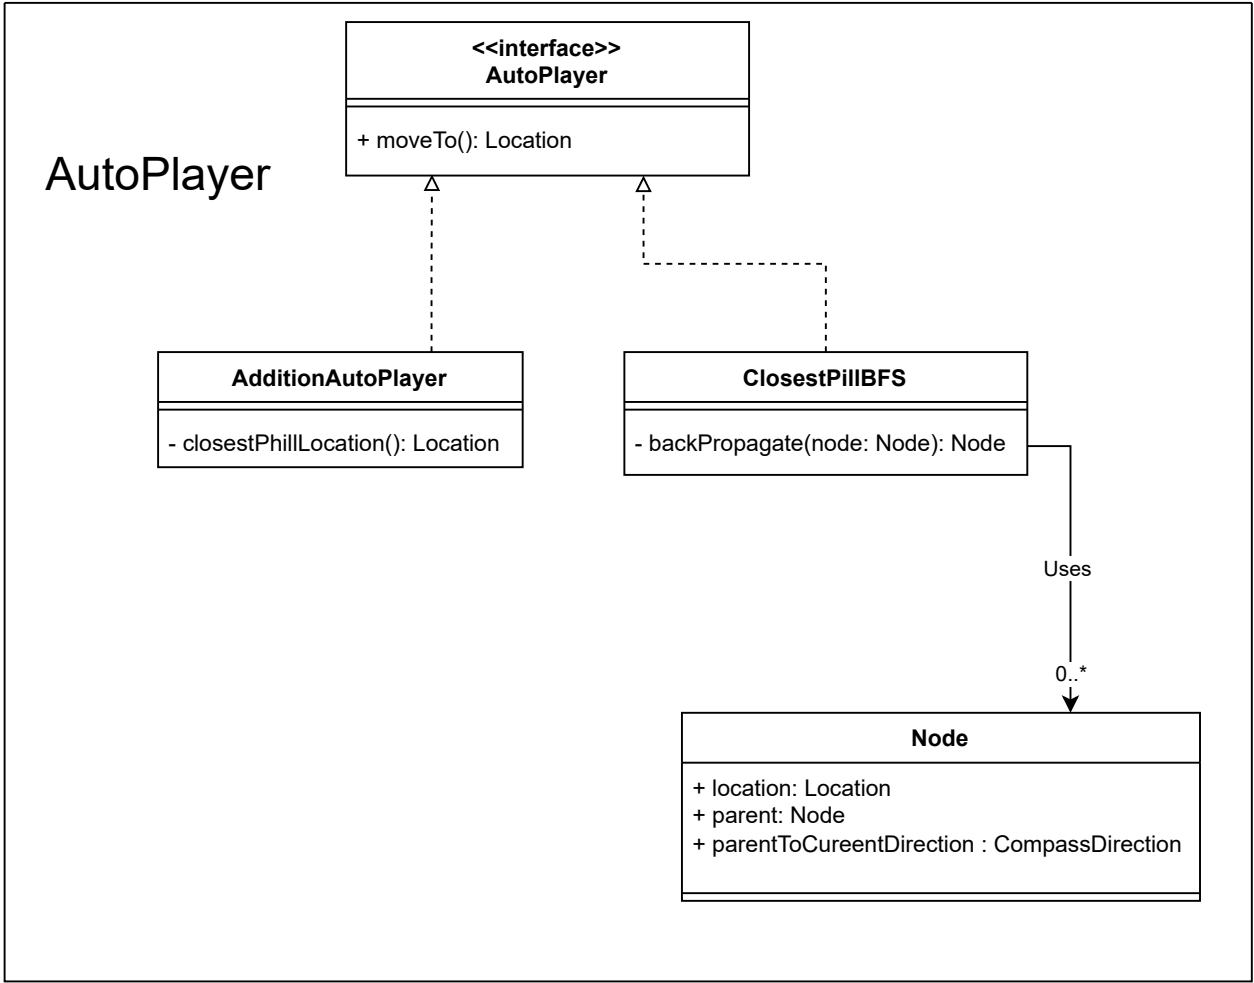 <<interface>>
AutoPlayer
+ moveTo(): Location
AutoPlayer
AdditionAutoPlayer
- closestPhillLocation(): Location
ClosestPillBFS
- backPropagate(node: Node): Node
Uses
0..*
Node
+ location: Location
+ parent: Node
+ parentToCureentDirection : CompassDirection